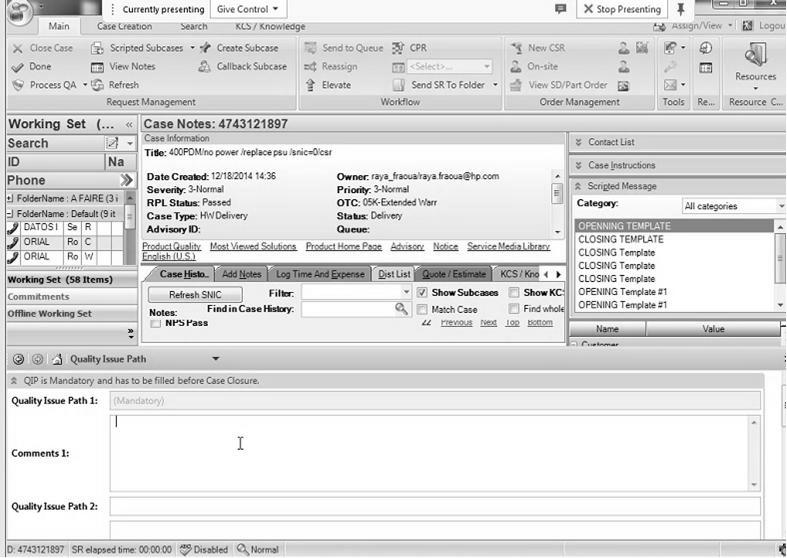 Currently presenting Give Control Stop Presenting
Main Case Creation Search KCS / Knowledge Assign/View Logou
Close Case Scripted Subcases Create Subcase Send to Queue CPR New CSR
Done View Notes Callback Subcase Reassign <Select...> On-site Resources
Process QA Refresh Elevate Send SR To Folder View SD/Part Order
Request Management Workflow Order Management Tools Re... Resource C...
Working Set (... « Case Notes: 4743121897
Search Case Information Contact List
Title: 400PDM/no power /replace psu /snic=0/csr
ID Na Case Instructions
Phone Date Created: 12/18/2014 14:36 Owner: raya_fraoua/raya.fraoua@hp.com Scripted Message
Severity: 3-Normal Priority: 3-Normal
FolderName : A FAIRE (3 i RPL Status: Passed OTC: 05K-Extended Warr Category: All categories
FolderName : Default (9 it Case Type: HW Delivery Status: Delivery
DATOS I Se R Advisory ID: Queue: OPENNING TEMPLATE
ORIAL Ro C Product Quality Most Viewed Solutions Product Home Page Advisory Notice Service Media Library CLOSING TEMPLATE
ORIAL Ro W English (U.S.) CLOSING Template
Working Set (58 Items) Case Histo.. Add Notes Log Time And Expense Dist List Quote / Estimate KCS / Kno CLOSING Template
Commitments Refresh SNIC Filter: Show Subcases Show KC: CLOSING Template
Offline Working Set Notes: Find in Case History: Match Case Find whole OPENING Template #1
NPS Pass Previous Next Top Bottom OPENING Template #1
Name Value
Customer
Quality Issue Path
QIP is Mandatory and has to be filled before Case Closure.
Quality Issue Path 1: (Mandatory)
Comments 1:
Quality Issue Path 2:
D: 4743121897 SR elapsed time: 00:00:00 Disabled Normal